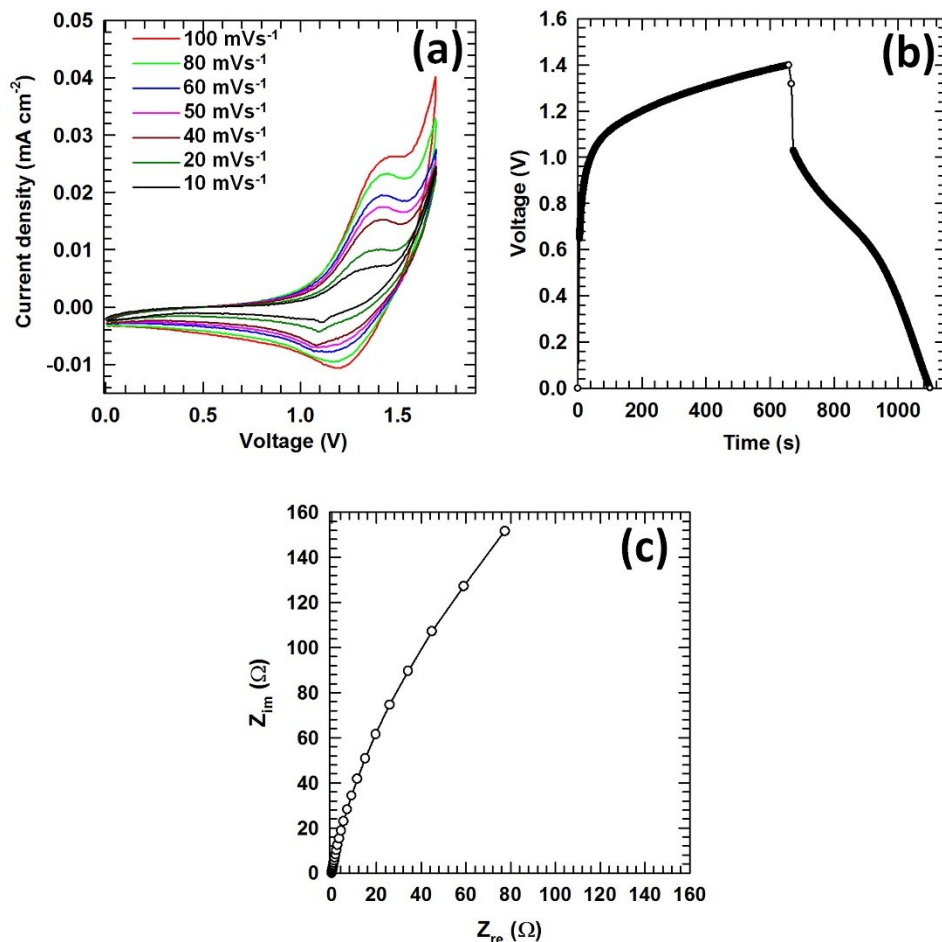 (a)
100 mVs⁻¹
80 mVs⁻¹
60 mVs⁻¹
50 mVs⁻¹
40 mVs⁻¹
20 mVs⁻¹
10 mVs⁻¹
Current density (mA cm⁻²)
0.05
0.04
0.03
0.02
0.01
0.00
-0.01
0.0
0.5
1.0
1.5
Voltage (V)
(b)
Voltage (V)
1.6
1.4
1.2
1.0
0.8
0.6
0.4
0.2
0.0
0
200
400
600
800
1000
Time (s)
(c)
Z_im (Ω)
160
140
120
100
80
60
40
20
0
0
20
40
60
80
100
120
140
160
Z_re (Ω)